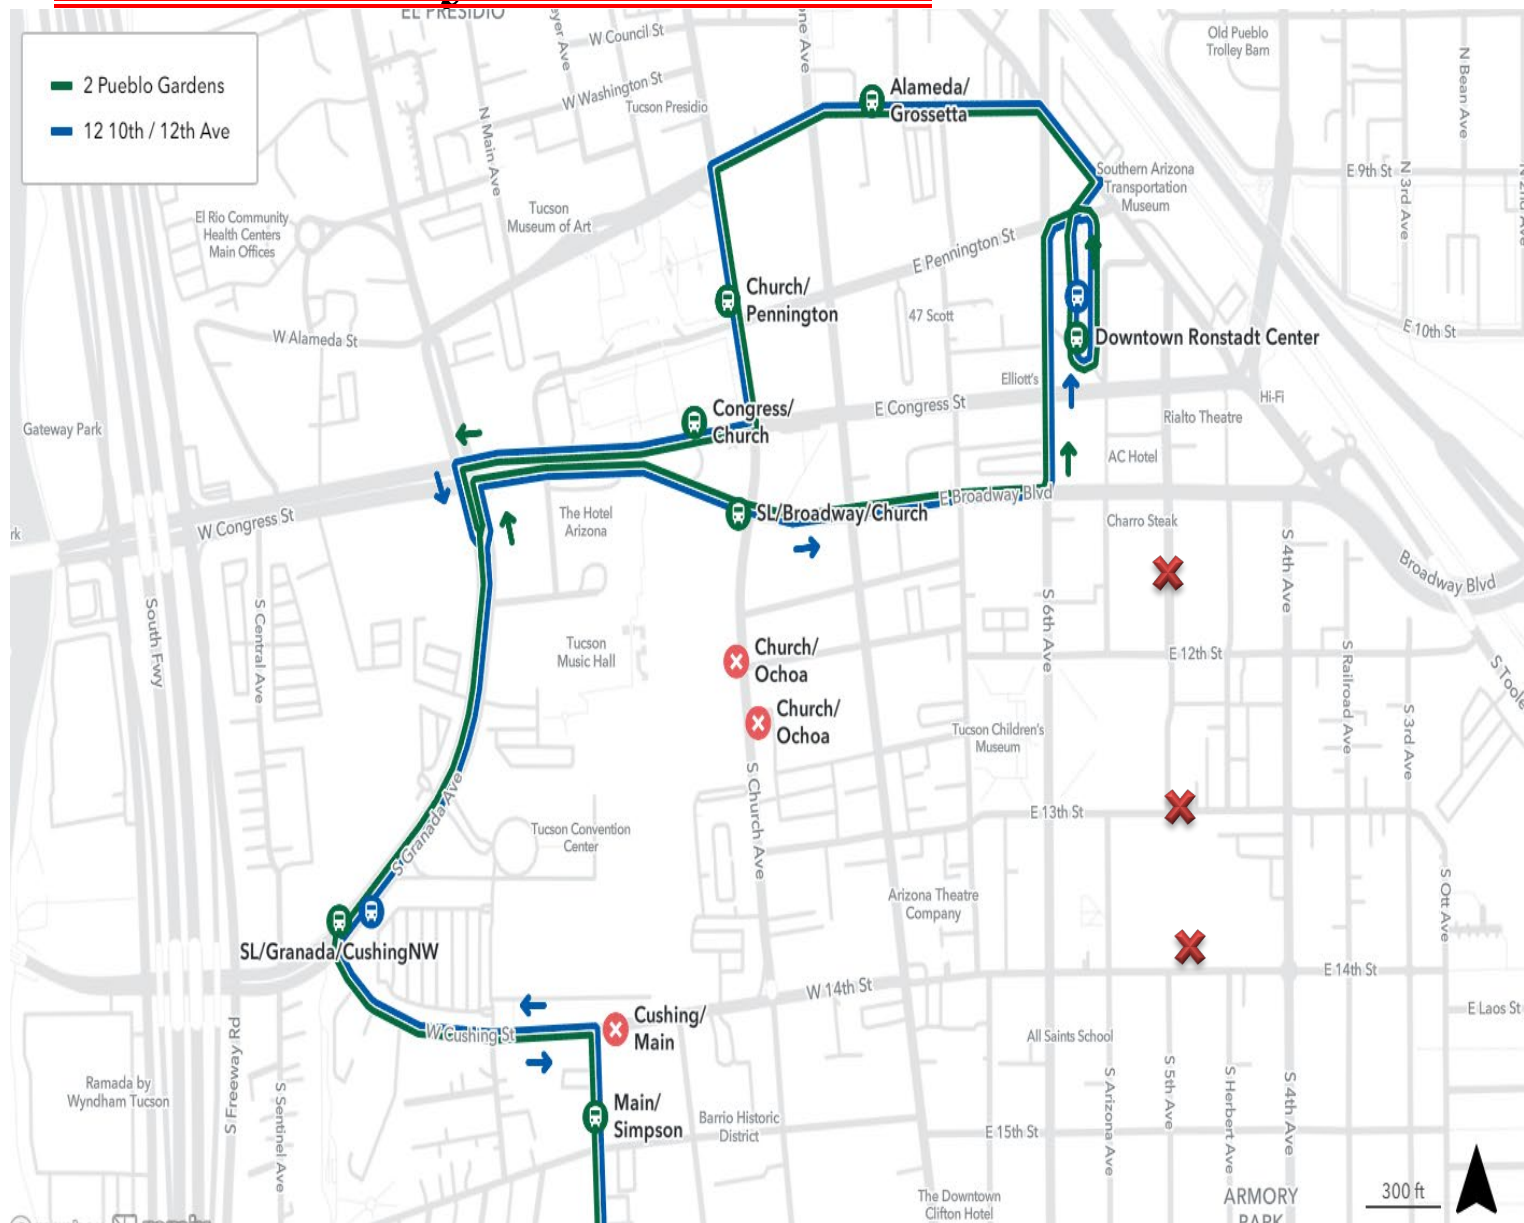 EL PRESIDIO
2 Pueblo Gardens
12 10th / 12th Ave
W Council St
W Washington St
Tucson Presidio
N Main Ave
Old Pueblo
Trolley Barn
N Bean Ave
Alameda/
Grossetta
Southern Arizona
Transportation
Museum
E 9th St
N 3rd Ave
El Rio Community
Health Centers
Main Offices
Tucson
Museum of Art
E Pennington St
Church/
Pennington
47 Scott
W Alameda St
Downtown Ronstadt Center
E 10th St
Elliott's
Hi-Fi
Gateway Park
Congress/
Church
E Congress St
Rialto Theatre
AC Hotel
W Congress St
The Hotel
Arizona
SL/Broadway/Church
E Broadway Blvd
Charro Steak
S 4th Ave
Broadway Blvd
South Fwy
S Central Ave
Tucson
Music Hall
Church/
Ochoa
S 6th Ave
E 12th St
S Railroad Ave
S Toole
Church/
Ochoa
Tucson Children's
Museum
S 3rd Ave
S Granada Ave
Tucson Convention
Center
S Church Ave
E 13th St
Arizona Theatre
Company
S Ott Ave
SL/Granada/CushingNW
W 14th St
E 14th St
Cushing/
Main
W Cushing St
All Saints School
E Laos St
Ramada by
Wyndham Tucson
S Freeway Rd
S Sentinel Ave
Main/
Simpson
Barrio Historic
District
E 15th St
S Arizona Ave
S 5th Ave
S Herbert Ave
S 4th Ave
The Downtown
Clifton Hotel
ARMORY
PARK
300 ft